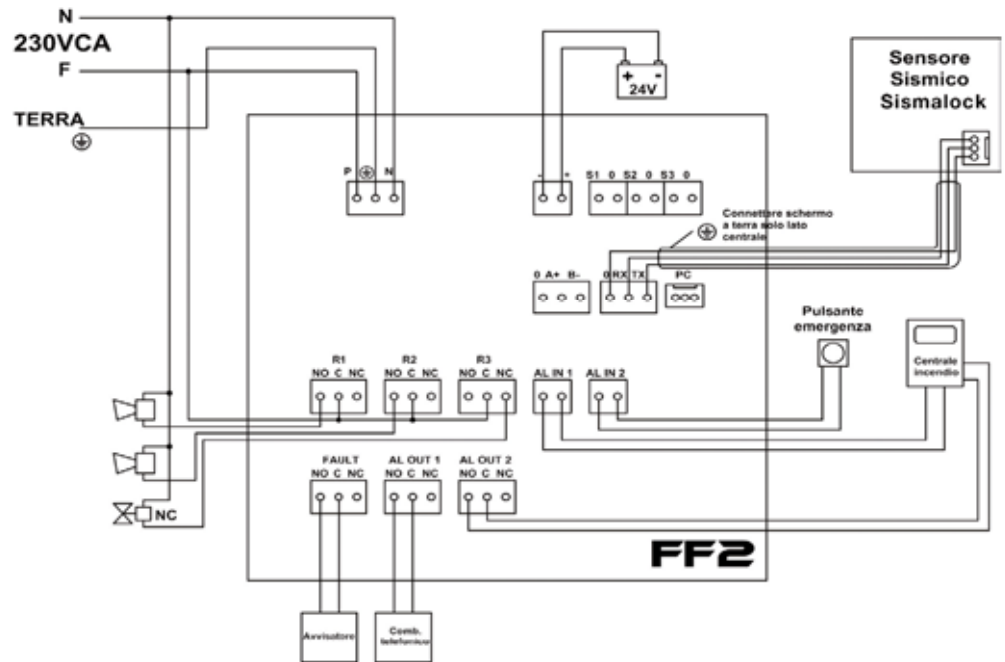 N
230VCA
F
TERRA
+ -
24V
Sensore
Sismico
Sismalock
P N
- +
S1 0 S2 0 S3 0
Connettere schermo
a terra solo lato
centrale
0 A+ B-
0 RX TX
PC
Pulsante
emergenza
Centrale
incendio
R1
NO C NC
R2
NO C NC
R3
NO C NC
AL IN 1
AL IN 2
NC
FAULT
NO C NC
AL OUT 1
NO C NC
AL OUT 2
NO C NC
FF2
Avvisatore
Comb.
telefonico